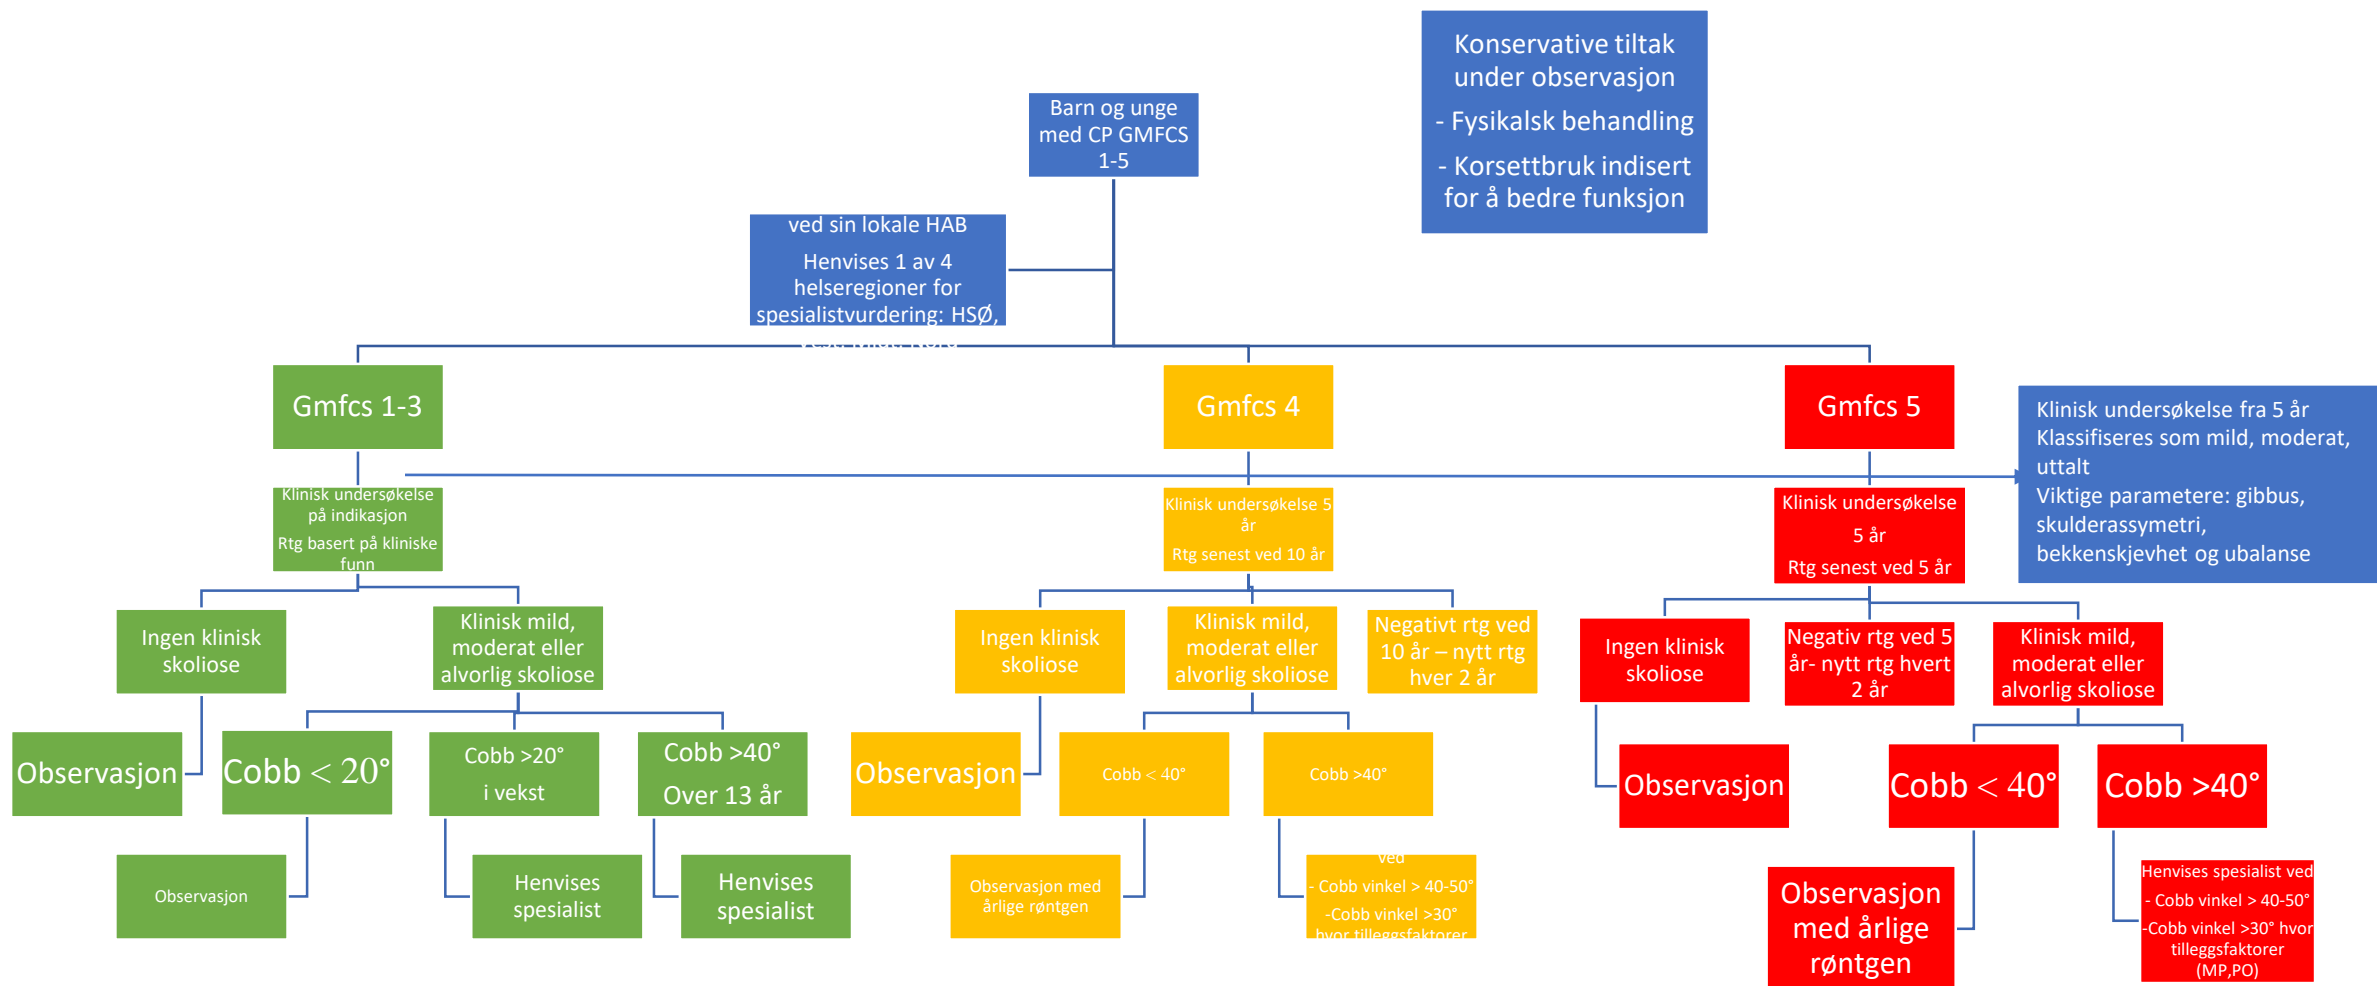 Konservative tiltak
under observasjon
- Fysikalsk behandling
- Korsettbruk indisert
for å bedre funksjon
Barn og unge
med CP GMFCS
1-5
ved sin lokale HAB
Henvises 1 av 4
helseregioner for
spesialistvurdering: HSØ,
Gmfcs 1-3
Gmfcs 4
Gmfcs 5
Klinisk undersøkelse fra 5 år
Klassifiseres som mild, moderat,
uttalt
Viktige parametere: gibbus,
skulderassymetri,
bekkenskjevhet og ubalanse
Klinisk undersøkelse
på indikasjon
Rtg basert på kliniske
funn
Klinisk undersøkelse 5
år
Rtg senest ved 10 år
Klinisk undersøkelse
5 år
Rtg senest ved 5 år
Ingen klinisk
skoliose
Klinisk mild,
moderat eller
alvorlig skoliose
Ingen klinisk
skoliose
Klinisk mild,
moderat eller
alvorlig skoliose
Negativt rtg ved
10 år – nytt rtg
hver 2 år
Ingen klinisk
skoliose
Negativ rtg ved 5
år- nytt rtg hvert
2 år
Klinisk mild,
moderat eller
alvorlig skoliose
Observasjon
Cobb < 20°
Cobb >20°
i vekst
Cobb >40°
Over 13 år
Observasjon
Cobb < 40°
Cobb >40°
Observasjon
Cobb < 40°
Cobb >40°
Observasjon
Henvises
spesialist
Henvises
spesialist
Observasjon med
årlige røntgen
ved
- Cobb vinkel > 40-50°
-Cobb vinkel >30°
hvor tilleggsfaktorer
Observasjon
med årlige
røntgen
Henvises spesialist ved
- Cobb vinkel > 40-50°
-Cobb vinkel >30° hvor
tilleggsfaktorer
(MP,PO)